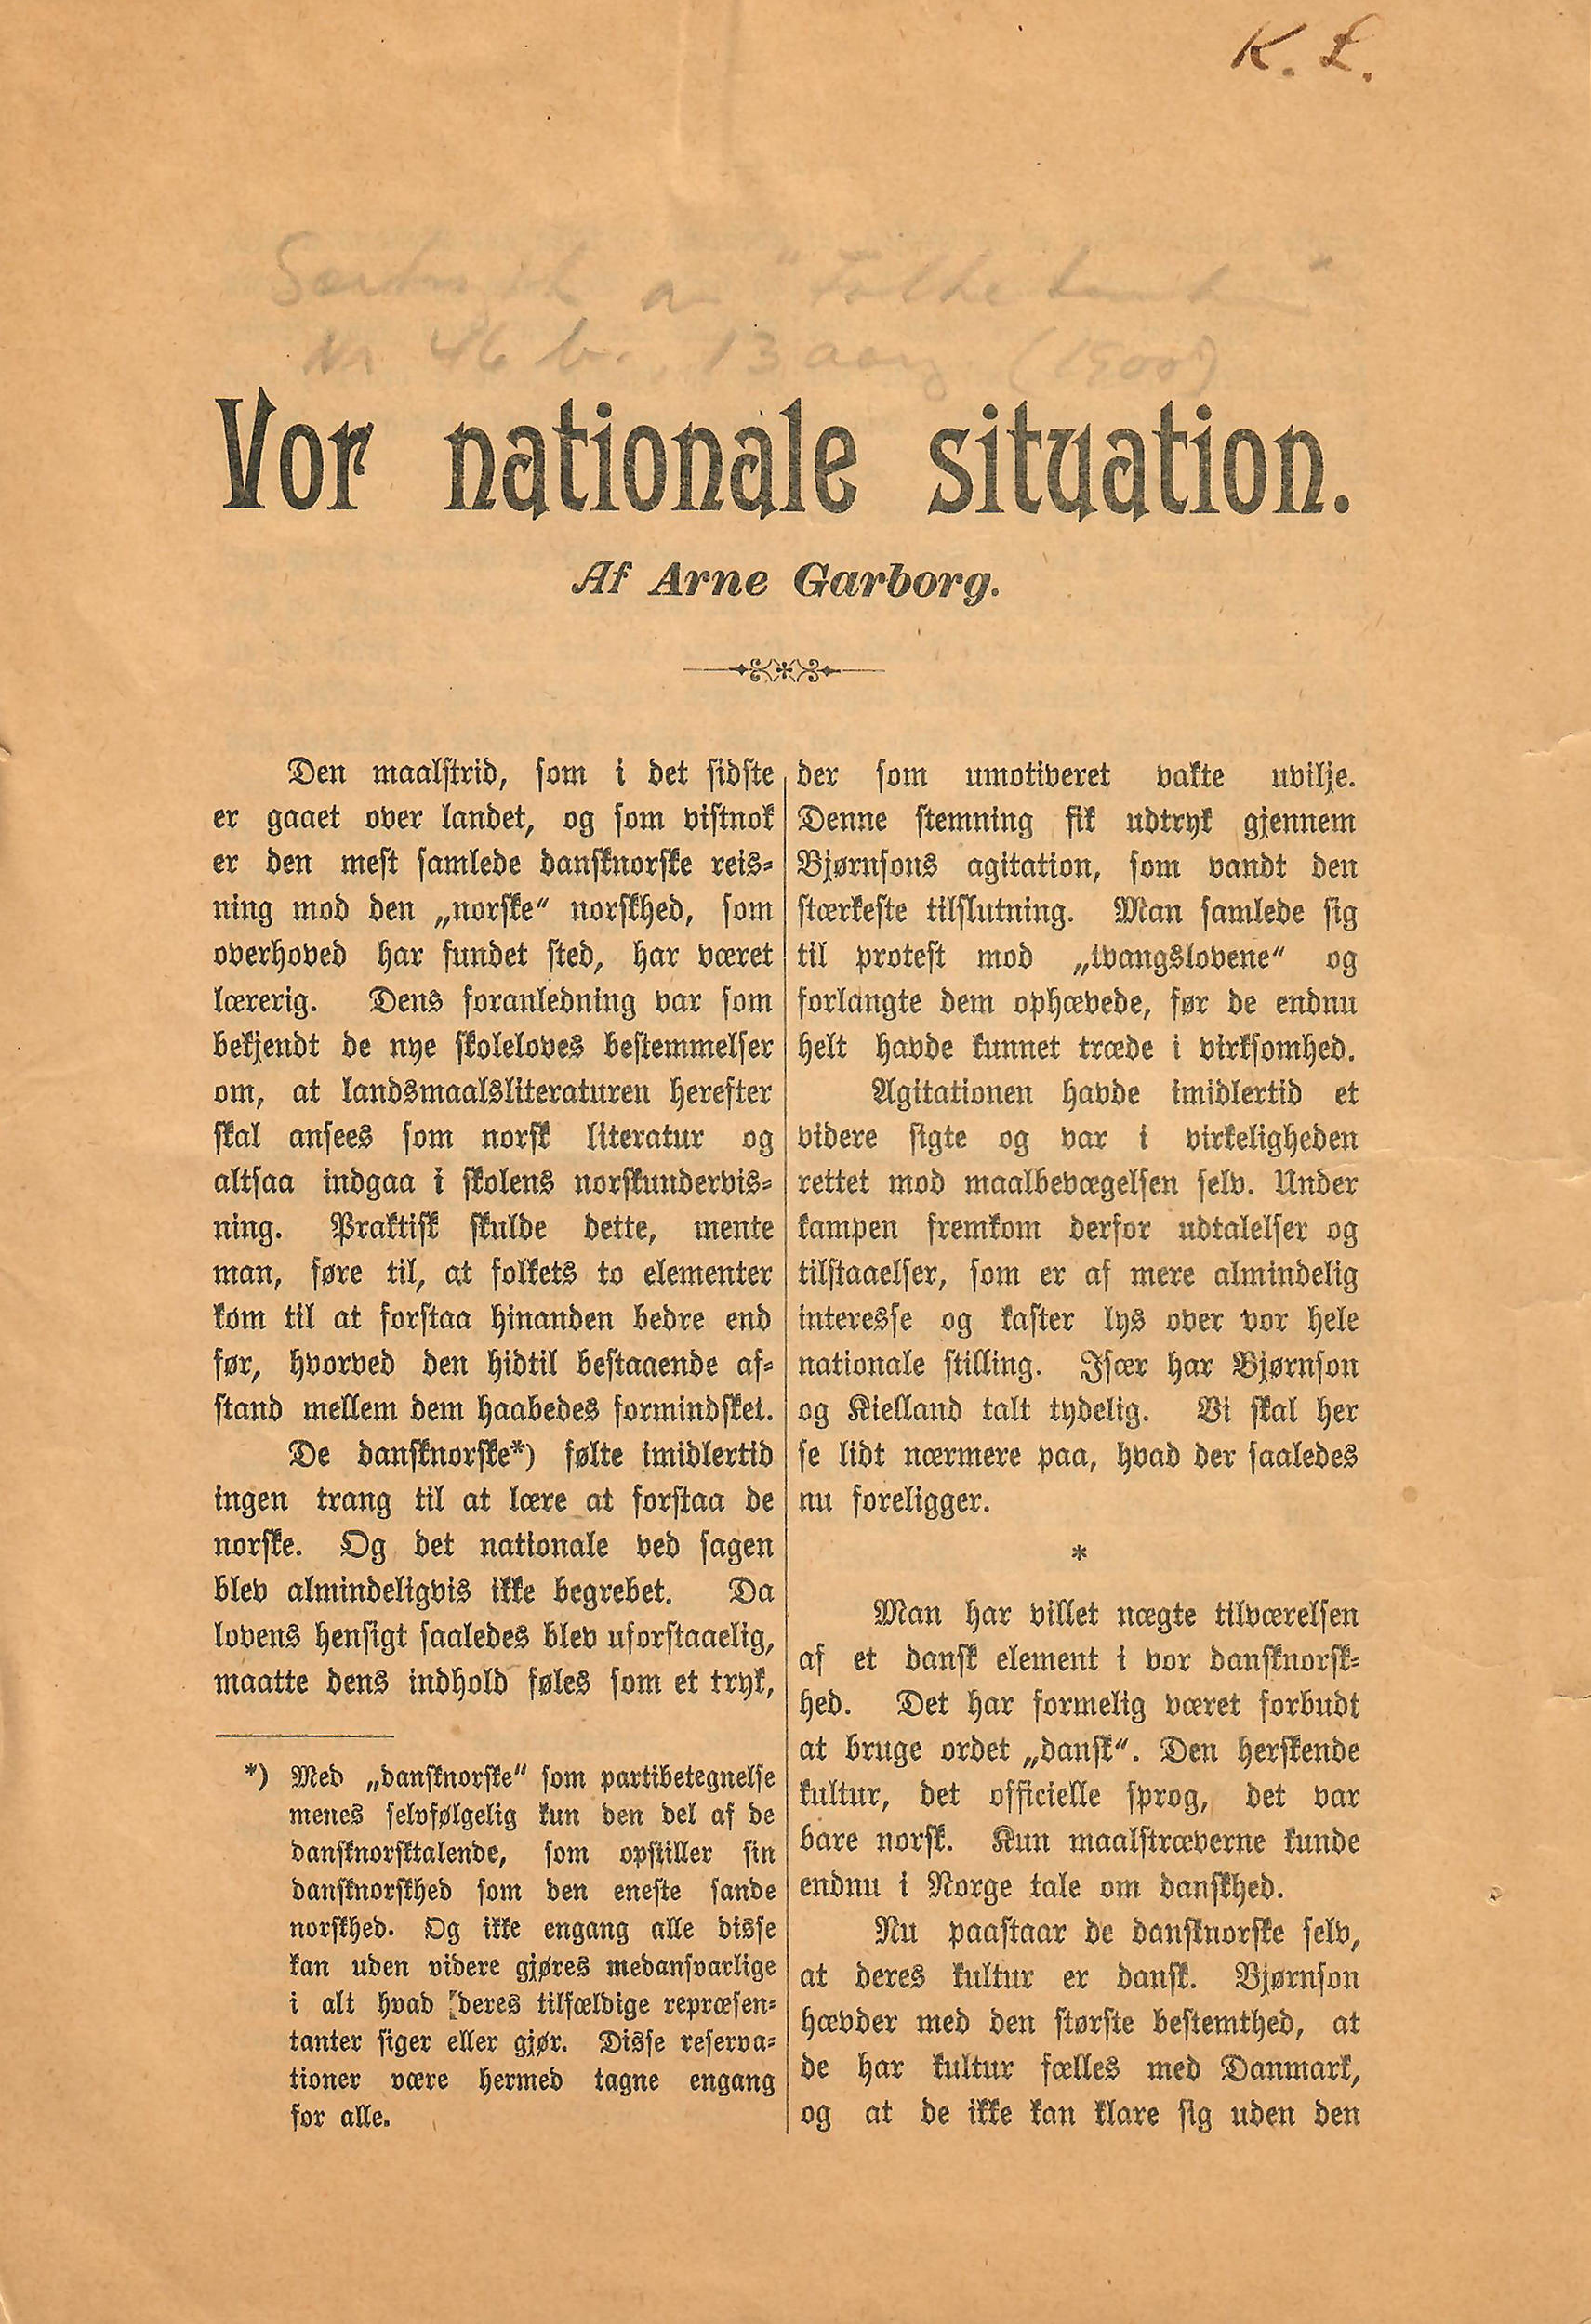 K. L.
Nr 46 b. 13 aarg. (1900)
Vor nationale situation.
Af Arne Garborg.
Den maalstrid, som i det sidste
er gaaet over landet, og som vistnok
er den mest samlede dansknorske reis-
ning mod den „norske“ norskhed, som
overhoved har fundet sted, har været
lærerig. Dens foranledning var som
bekjendt de nye skoleloves bestemmelser
om, at landsmaalsliteraturen herefter
skal ansees som norsk literatur og
altsaa indgaa i skolens norskundervis-
ning. Praktisk skulde dette, mente
man, føre til, at folkets to elementer
kom til at forstaa hinanden bedre end
før, hvorved den hidtil bestaaende af-
stand mellem dem haabedes formindsket.
De dansknorske*) følte imidlertid
ingen trang til at lære at forstaa de
norske. Og det nationale ved sagen
blev almindeligvis ikke begrebet. Da
lovens hensigt saaledes blev uforstaaelig,
maatte dens indhold føles som et tryk,
*) Med „dansknorske“ som partibetegnelse
menes selvfølgelig kun den del af de
dansknorsktalende, som opstiller sin
dansknorskhed som den eneste sande
norskhed. Og ikke engang alle disse
kan uden videre gjøres medansvarlige
i alt hvad [deres tilfældige repræsen-
tanter siger eller gjør. Disse reserva-
tioner være hermed tagne engang
for alle.
der som umotiveret vakte uvilje.
Denne stemning fik udtryk gjennem
Bjørnsons agitation, som vandt den
stærkeste tilslutning. Man samlede sig
til protest mod „tvangslovene“ og
forlangte dem ophævede, før de endnu
helt havde kunnet træde i virksomhed.
Agitationen havde imidlertid et
videre sigte og var i virkeligheden
rettet mod maalbevægelsen selv. Under
kampen fremkom derfor udtalelser og
tilstaaelser, som er af mere almindelig
interesse og kaster lys over vor hele
nationale stilling. Især har Bjørnson
og Kielland talt tydelig. Vi skal her
se lidt nærmere paa, hvad der saaledes
nu foreligger.
*
Man har villet nægte tilværelsen
af et dansk element i vor dansknorsk-
hed. Det har formelig været forbudt
at bruge ordet „dansk“. Den herskende
kultur, det officielle sprog, det var
bare norsk. Kun maalstræverne kunde
endnu i Norge tale om danskhed.
Nu paastaar de dansknorske selv,
at deres kultur er dansk. Bjørnson
hævder med den største bestemthed, at
de har kultur fælles med Danmark,
og at de ikke kan klare sig uden den